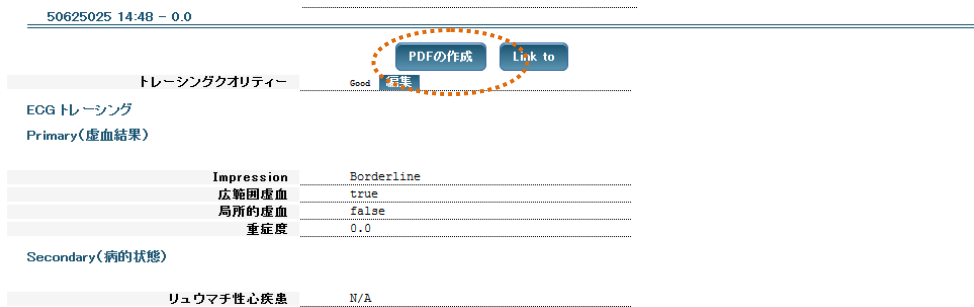 50625025 14:48 - 0.0
PDFの作成 Link to
トレーシングクオリティー Good 編集
ECG トレーシング
Primary(虚血結果)
Impression Borderline
広範囲虚血 true
局所的虚血 false
重症度 0.0
Secondary(病的状態)
リュウマチ性心疾患 N/A